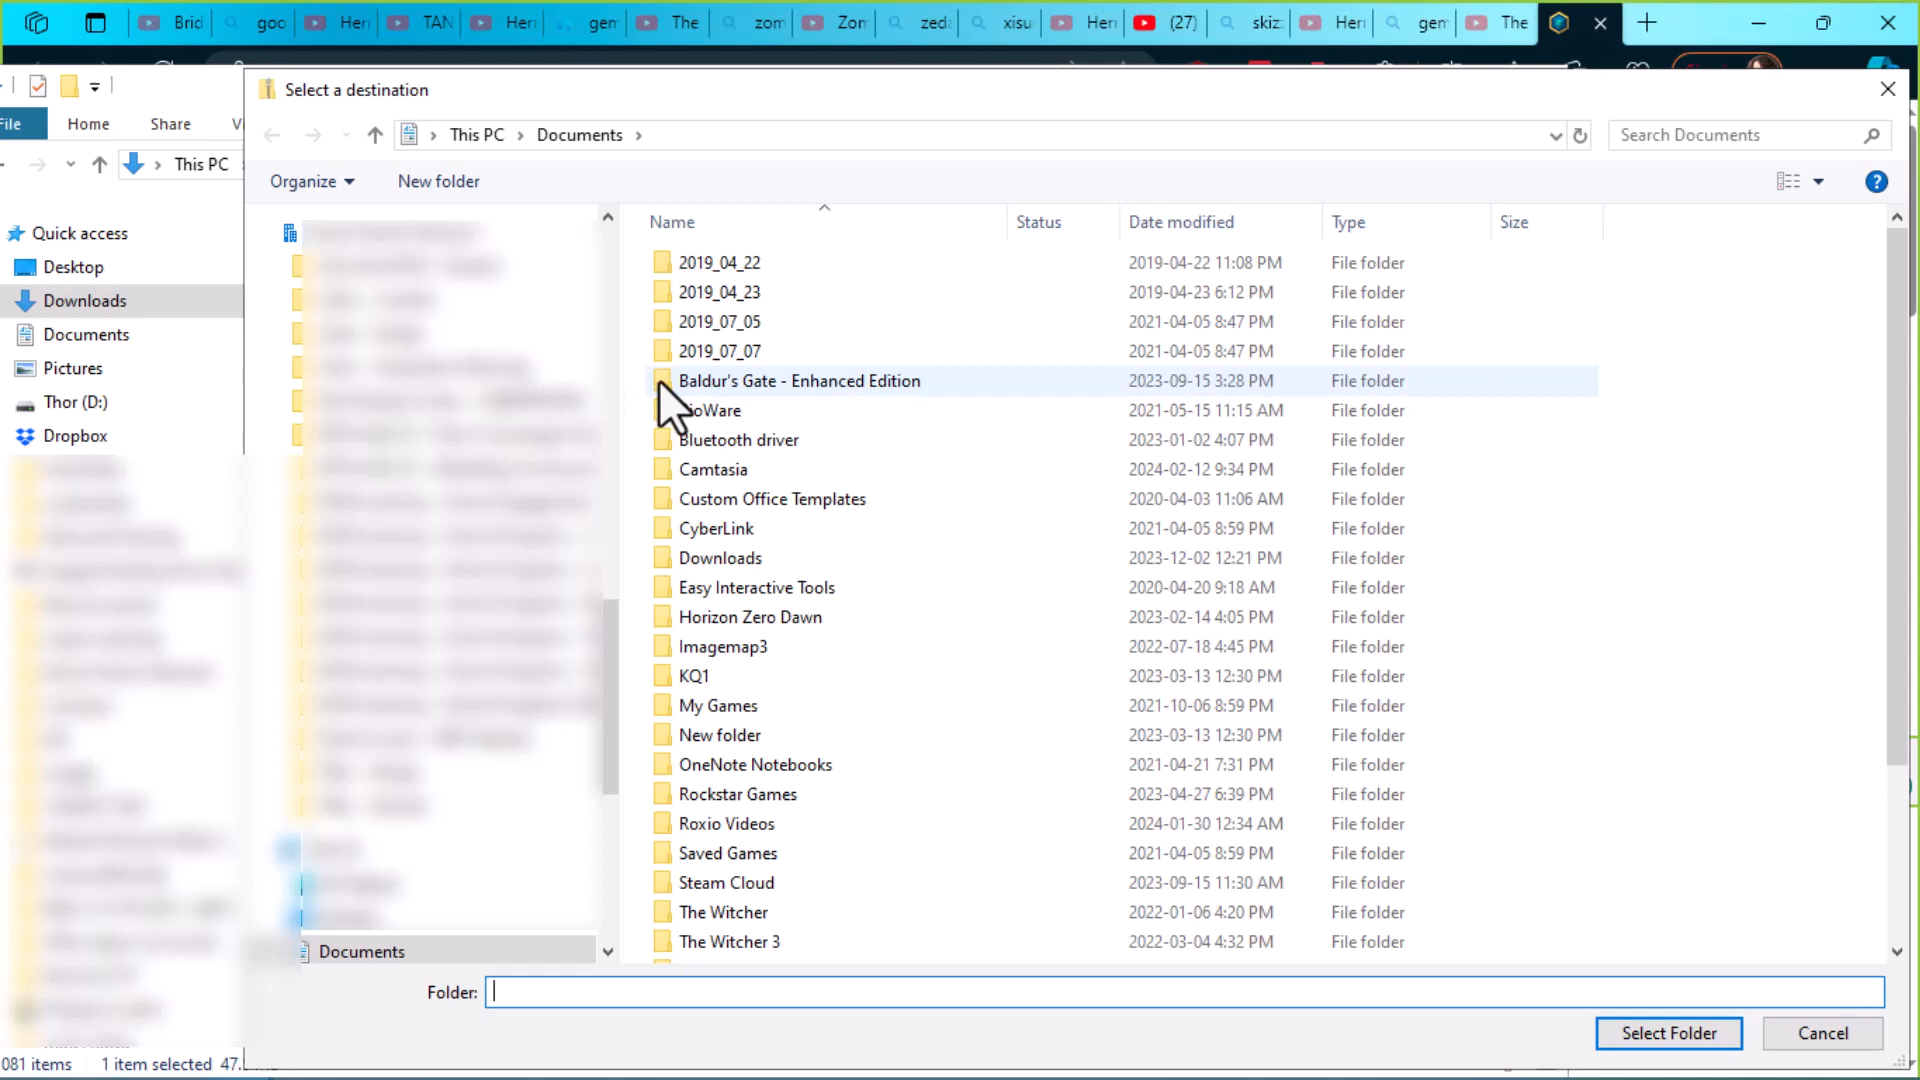 Brid
goo
Heri
TAN
Heri
gem
The
zom
Zon
zeda
xisu
Heri
(27)
skiz
Heri
gem
The
Select a destination
File
Home
Share
This PC
This PC
Documents
Search Documents
Organize
New folder
Quick access
Desktop
Downloads
Documents
Pictures
Thor (D:)
Dropbox
Name
Status
Date modified
Type
Size
2019_04_22 2019-04-22 11:08 PM File folder
2019_04_23 2019-04-23 6:12 PM File folder
2019_07_05 2021-04-05 8:47 PM File folder
2019_07_07 2021-04-05 8:47 PM File folder
Baldur's Gate - Enhanced Edition 2023-09-15 3:28 PM File folder
ioWare 2021-05-15 11:15 AM File folder
Bluetooth driver 2023-01-02 4:07 PM File folder
Camtasia 2024-02-12 9:34 PM File folder
Custom Office Templates 2020-04-03 11:06 AM File folder
CyberLink 2021-04-05 8:59 PM File folder
Downloads 2023-12-02 12:21 PM File folder
Easy Interactive Tools 2020-04-20 9:18 AM File folder
Horizon Zero Dawn 2023-02-14 4:05 PM File folder
Imagemap3 2022-07-18 4:45 PM File folder
KQ1 2023-03-13 12:30 PM File folder
My Games 2021-10-06 8:59 PM File folder
New folder 2023-03-13 12:30 PM File folder
OneNote Notebooks 2021-04-21 7:31 PM File folder
Rockstar Games 2023-04-27 6:39 PM File folder
Roxio Videos 2024-01-30 12:34 AM File folder
Saved Games 2021-04-05 8:59 PM File folder
Steam Cloud 2023-09-15 11:30 AM File folder
The Witcher 2022-01-06 4:20 PM File folder
The Witcher 3 2022-03-04 4:32 PM File folder
Documents
Folder:
Select Folder
Cancel
081 items 1 item selected 47.